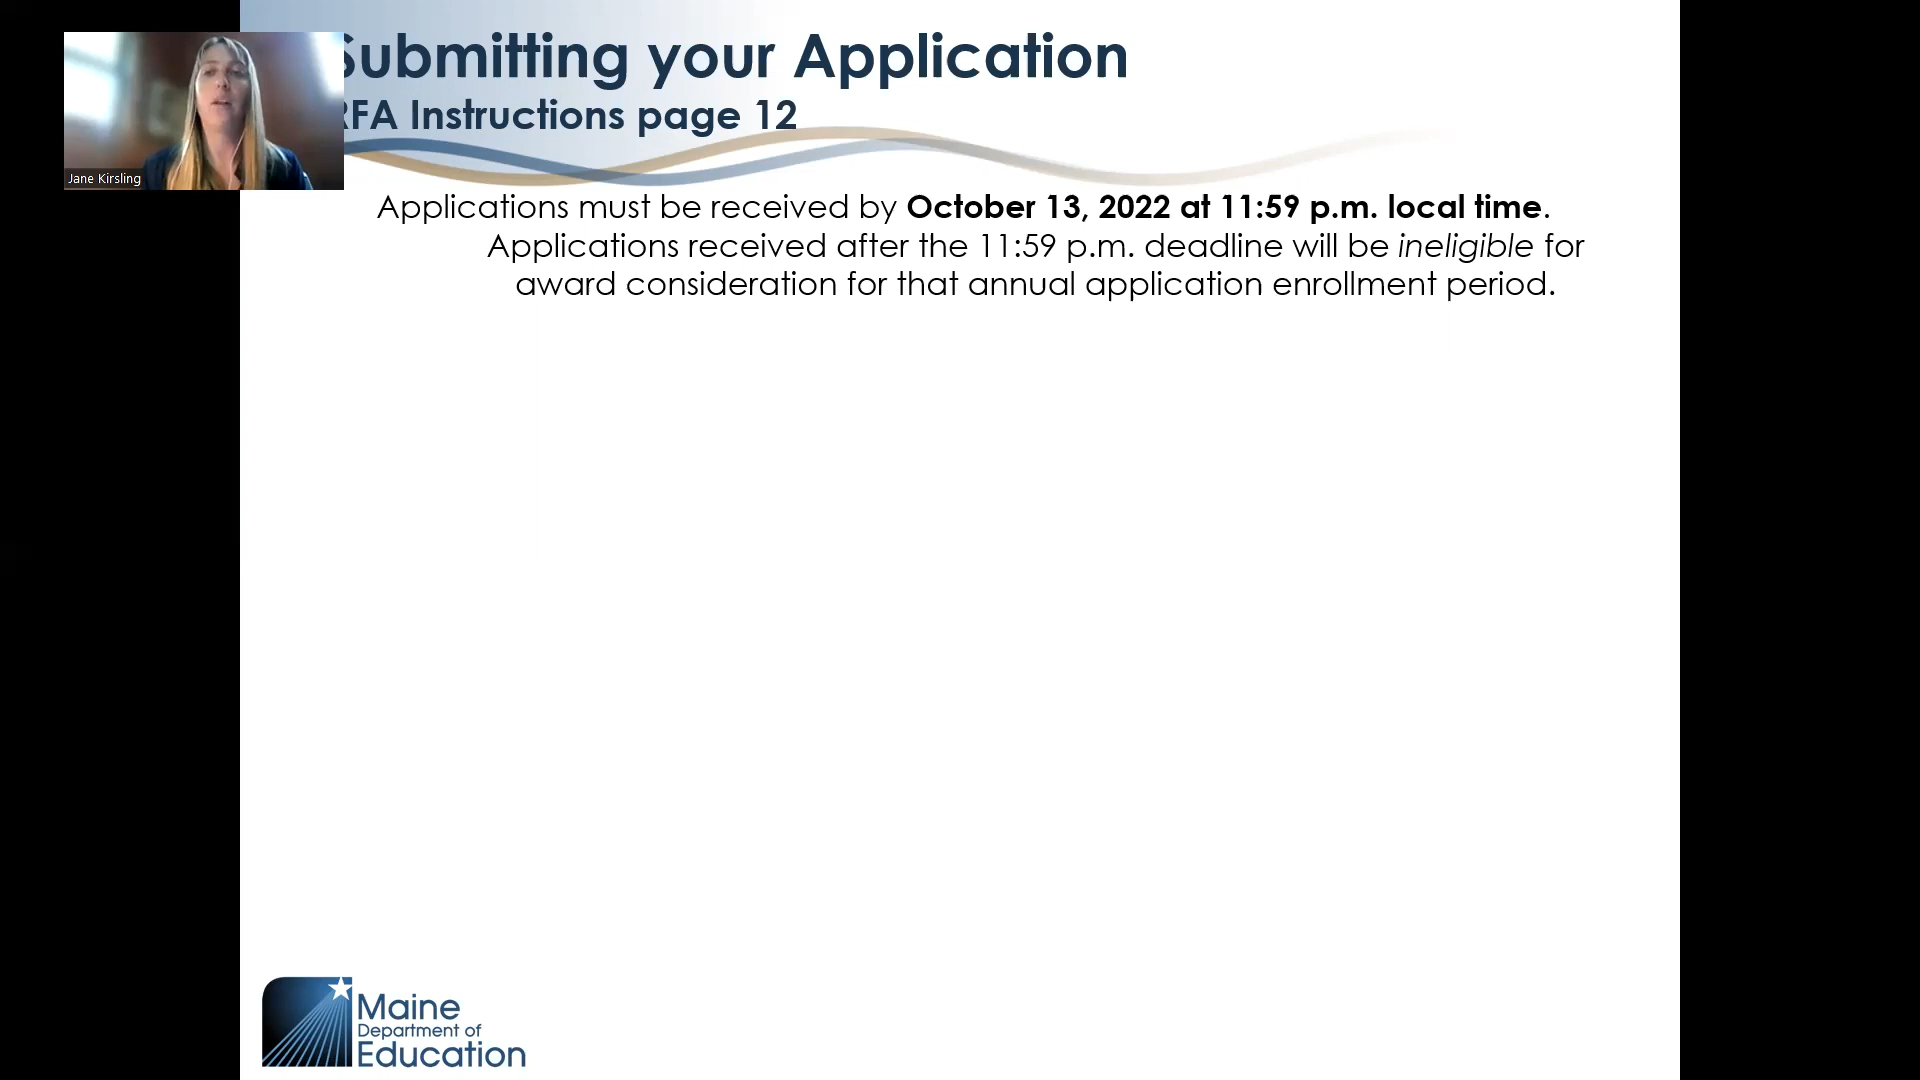 Submitting your Application
RFA Instructions page 12
Jane Kirsling
Applications must be received by October 13, 2022 at 11:59 p.m. local time.
Applications received after the 11:59 p.m. deadline will be ineligible for
award consideration for that annual application enrollment period.
Maine
Department of
Education